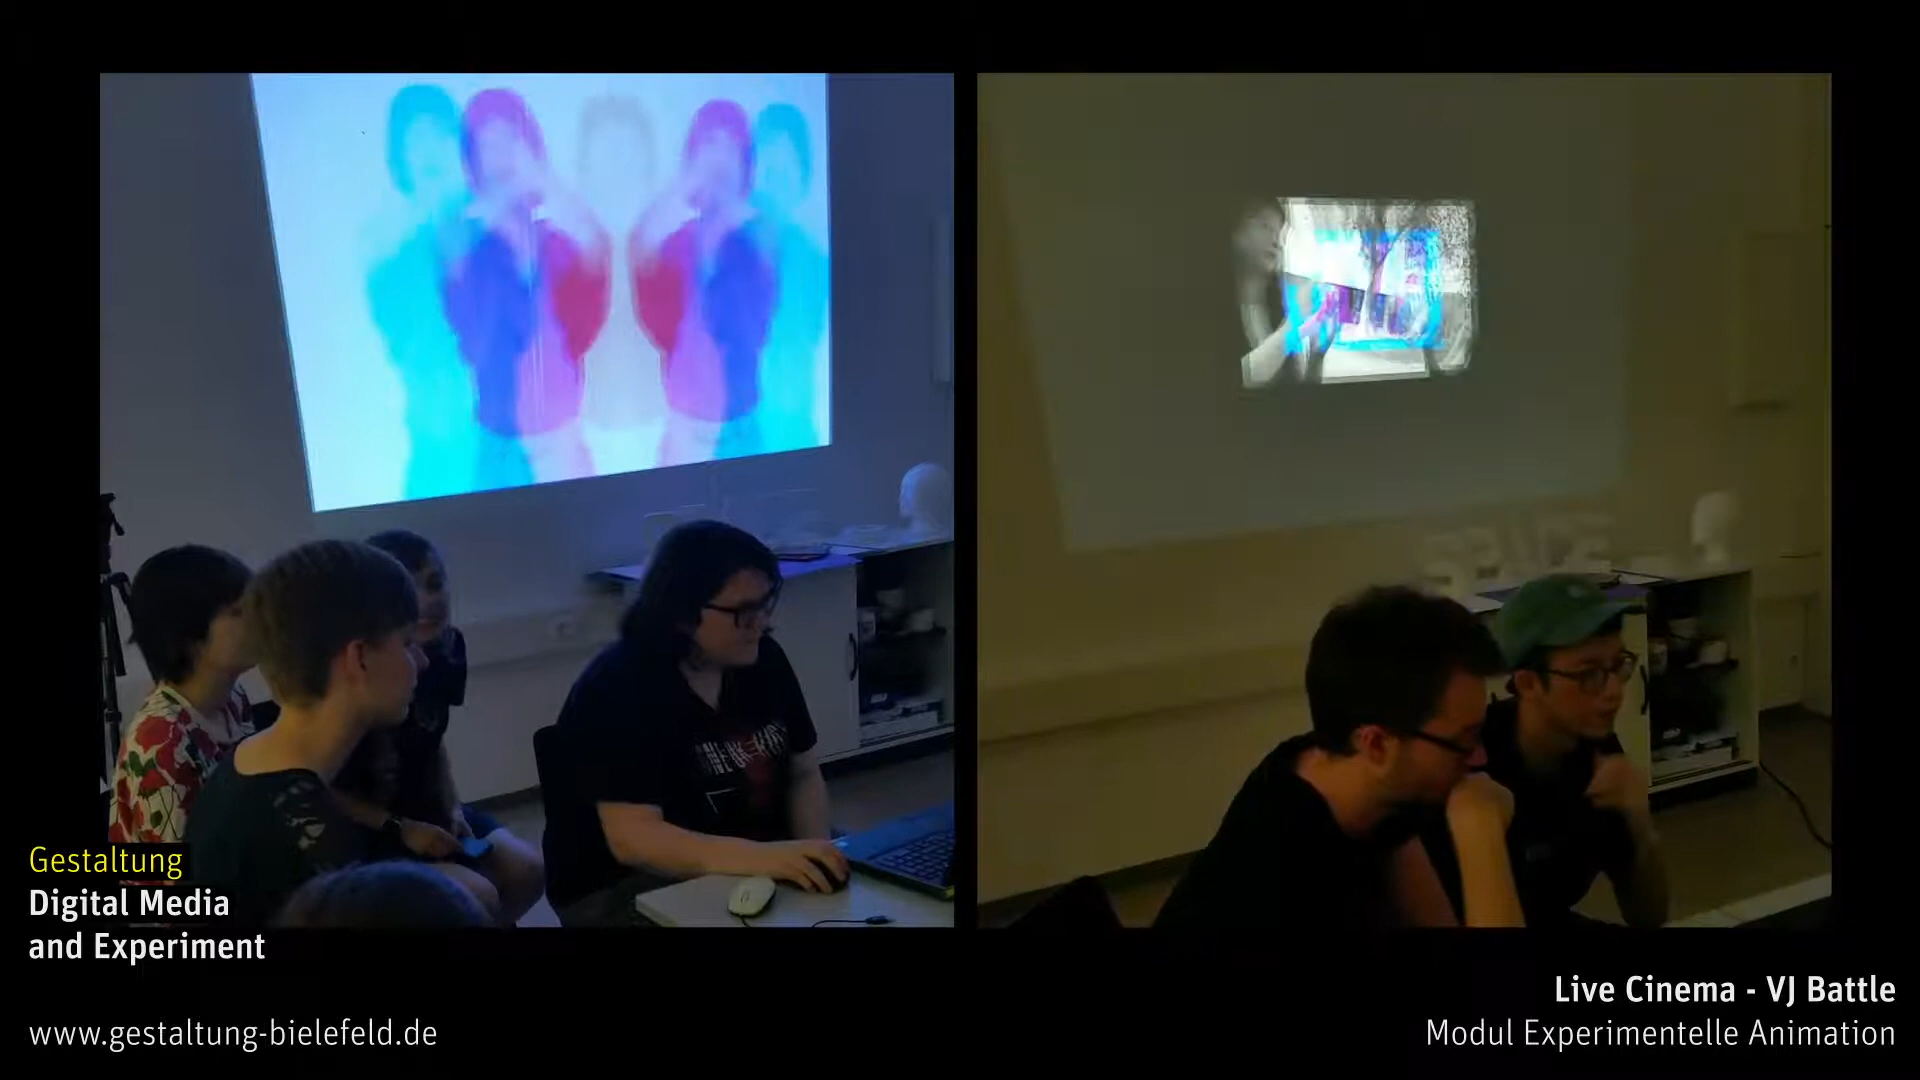 Gestaltung
Digital Media
and Experiment
www.gestaltung-bielefeld.de
Live Cinema - VJ Battle
Modul Experimentelle Animation